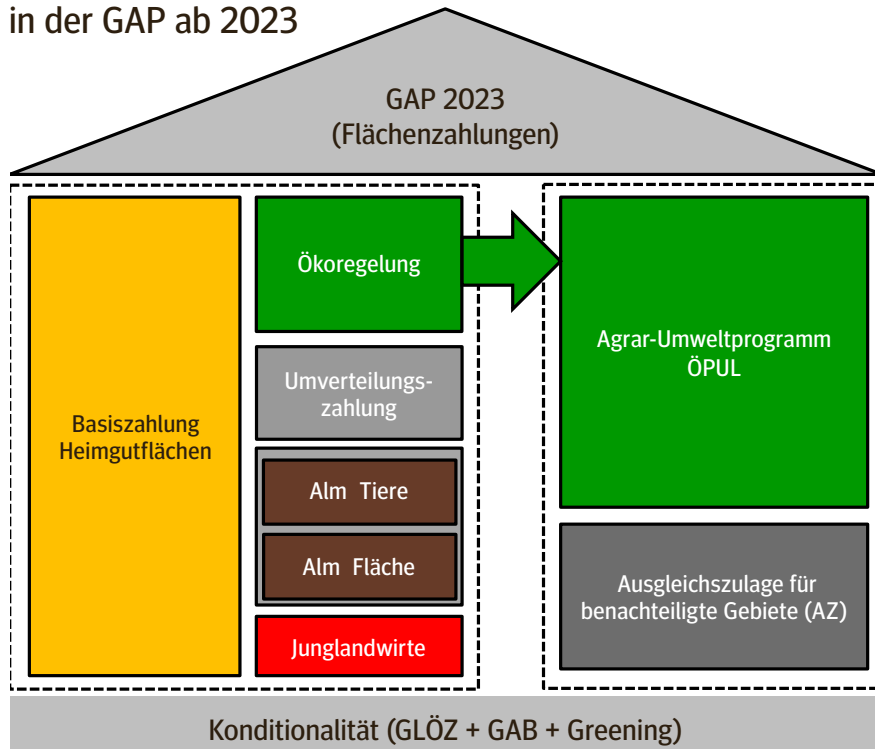 in der GAP ab 2023
GAP 2023
(Flächenzahlungen)
Basiszahlung
Heimgutflächen
Ökoregelung
Umverteilungs-
zahlung
Alm Tiere
Alm Fläche
Junglandwirte
Agrar-Umweltprogramm
ÖPUL
Ausgleichszulage für
benachteiligte Gebiete (AZ)
Konditionalität (GLÖZ + GAB + Greening)